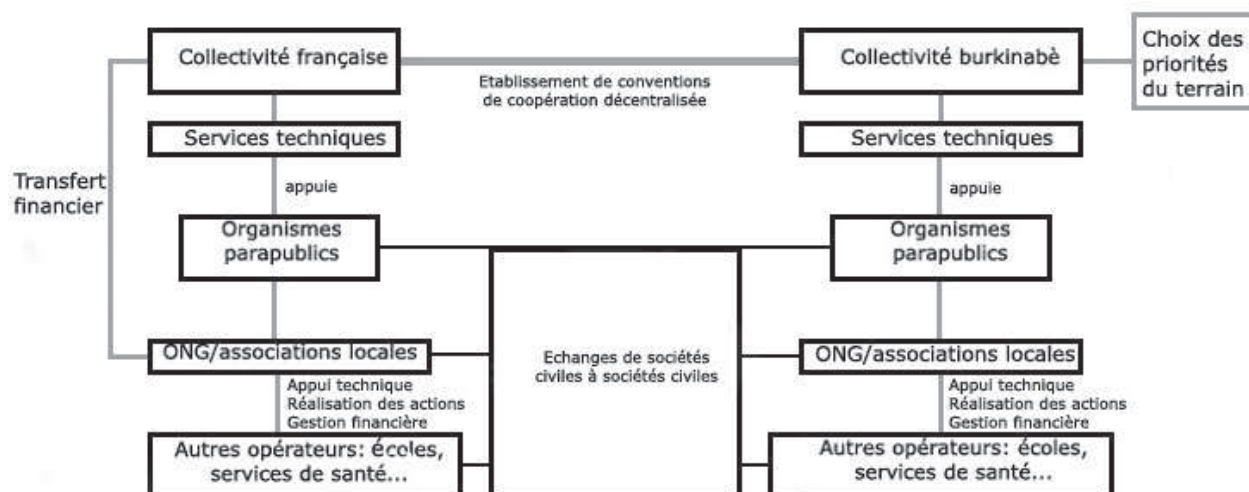 Collectivité française
Collectivité burkinabè
Choix des
priorités
du terrain
Etablissement de conventions
de coopération décentralisée
Services techniques
Services techniques
Transfert
financier
appuie
appuie
Organismes
parapublics
Organismes
parapublics
ONG/associations locales
Echanges de sociétés
civiles à sociétés civiles
ONG/associations locales
Appui technique
Réalisation des actions
Gestion financière
Appui technique
Réalisation des actions
Gestion financière
Autres opérateurs: écoles,
services de santé...
Autres opérateurs: écoles,
services de santé...